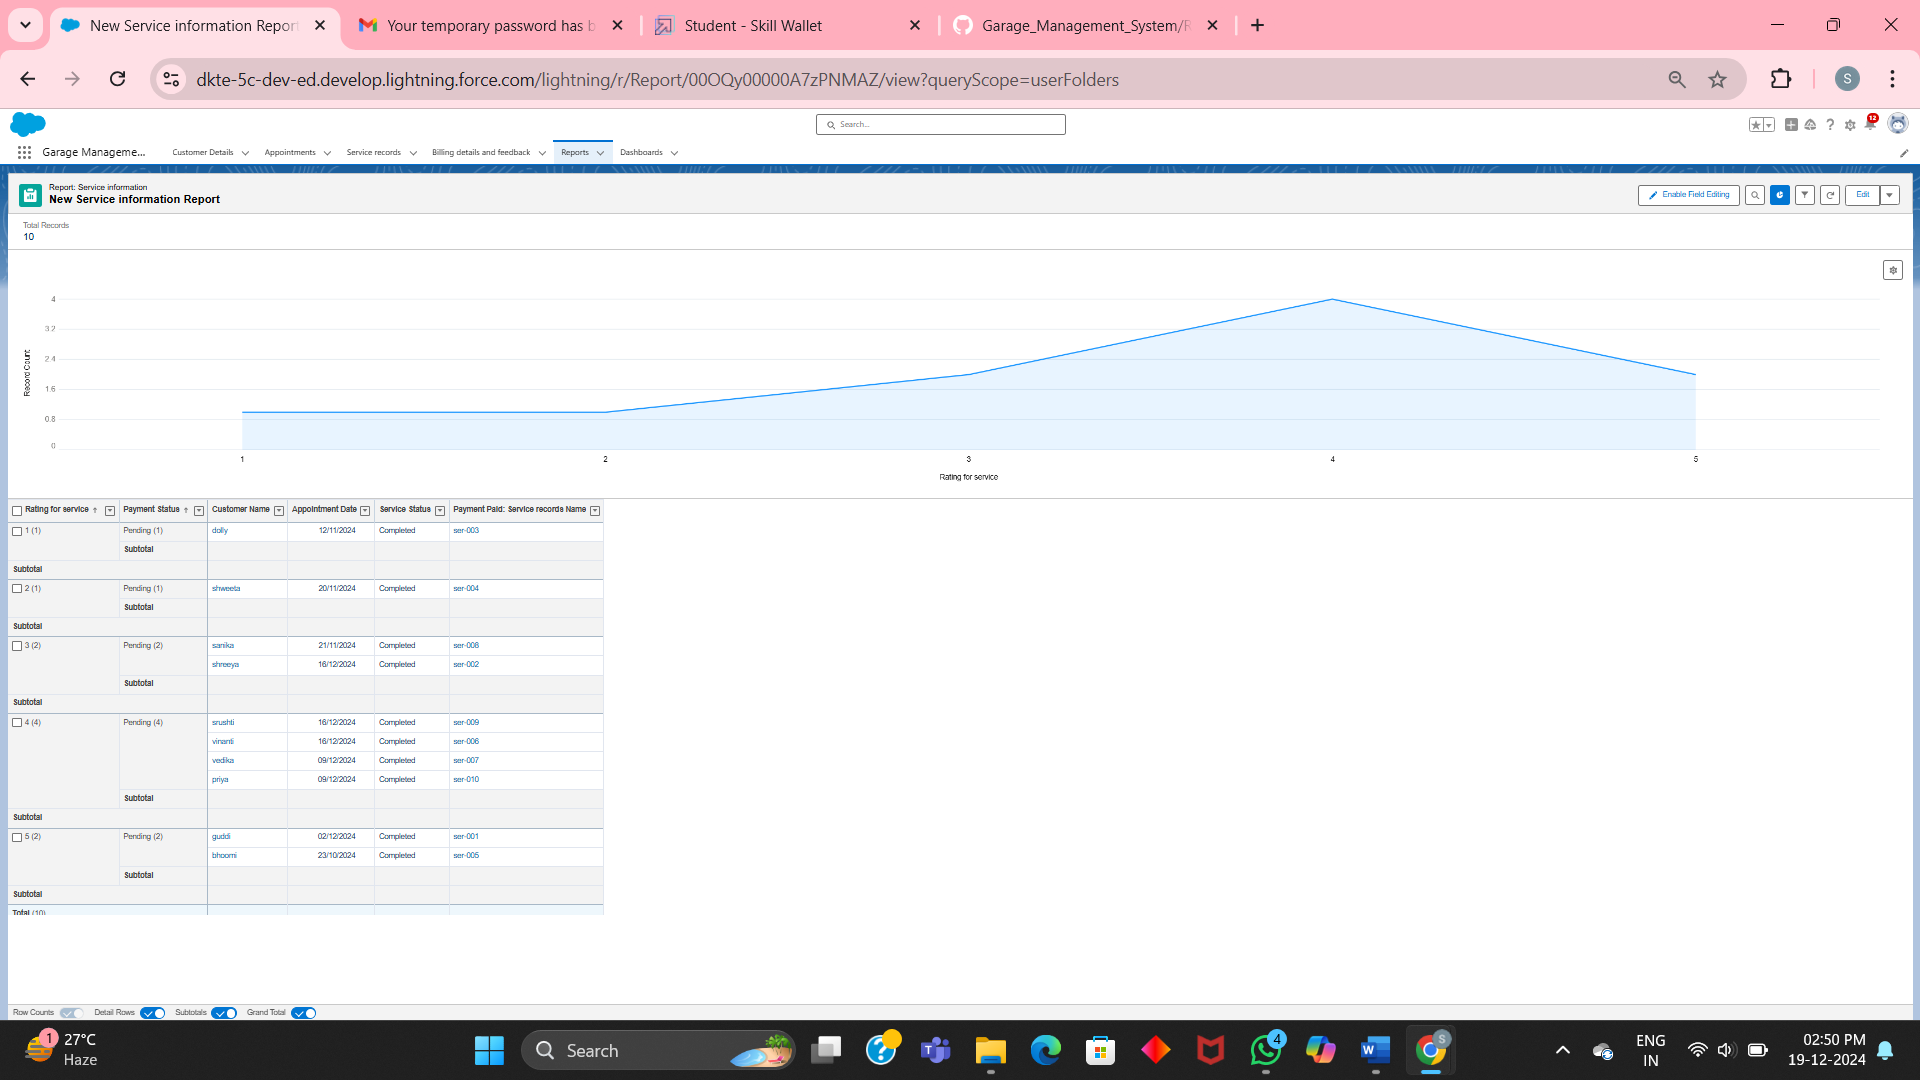 New Service information Report
Your temporary password has b
Student - Skill Wallet
Garage_Management_System/R
dkte-5c-dev-ed.develop.lightning.force.com/lightning/r/Report/00OQy00000A7zPNMAZ/view?queryScope=userFolders
S
Search...
12
Garage Manageme...
Customer Details
Appointments
Service records
Billing details and feedback
Reports
Dashboards
Report: Service information
New Service information Report
Enable Field Editing
Edit
Total Records
10
4
3.2
2.4
1.6
0.8
0
Record Count
1 2 3 4 5
Rating for service
Rating for service ↑ Payment Status ↑ Customer Name Appointment Date Service Status Payment Paid: Service records Name
1 (1) Pending (1) dolly 12/11/2024 Completed ser-003
Subtotal
Subtotal
2 (1) Pending (1) shweeta 20/11/2024 Completed ser-004
Subtotal
Subtotal
3 (2) Pending (2) sanika 21/11/2024 Completed ser-008
shreeya 16/12/2024 Completed ser-002
Subtotal
Subtotal
4 (4) Pending (4) srushti 16/12/2024 Completed ser-009
vinanti 16/12/2024 Completed ser-006
vedika 09/12/2024 Completed ser-007
priya 09/12/2024 Completed ser-010
Subtotal
Subtotal
5 (2) Pending (2) guddi 02/12/2024 Completed ser-001
bhoomi 23/10/2024 Completed ser-005
Subtotal
Subtotal
Total (10)
Row Counts Detail Rows Subtotals Grand Total
1
27°C
Haze
Search
4
S
ENG
IN
02:50 PM
19-12-2024